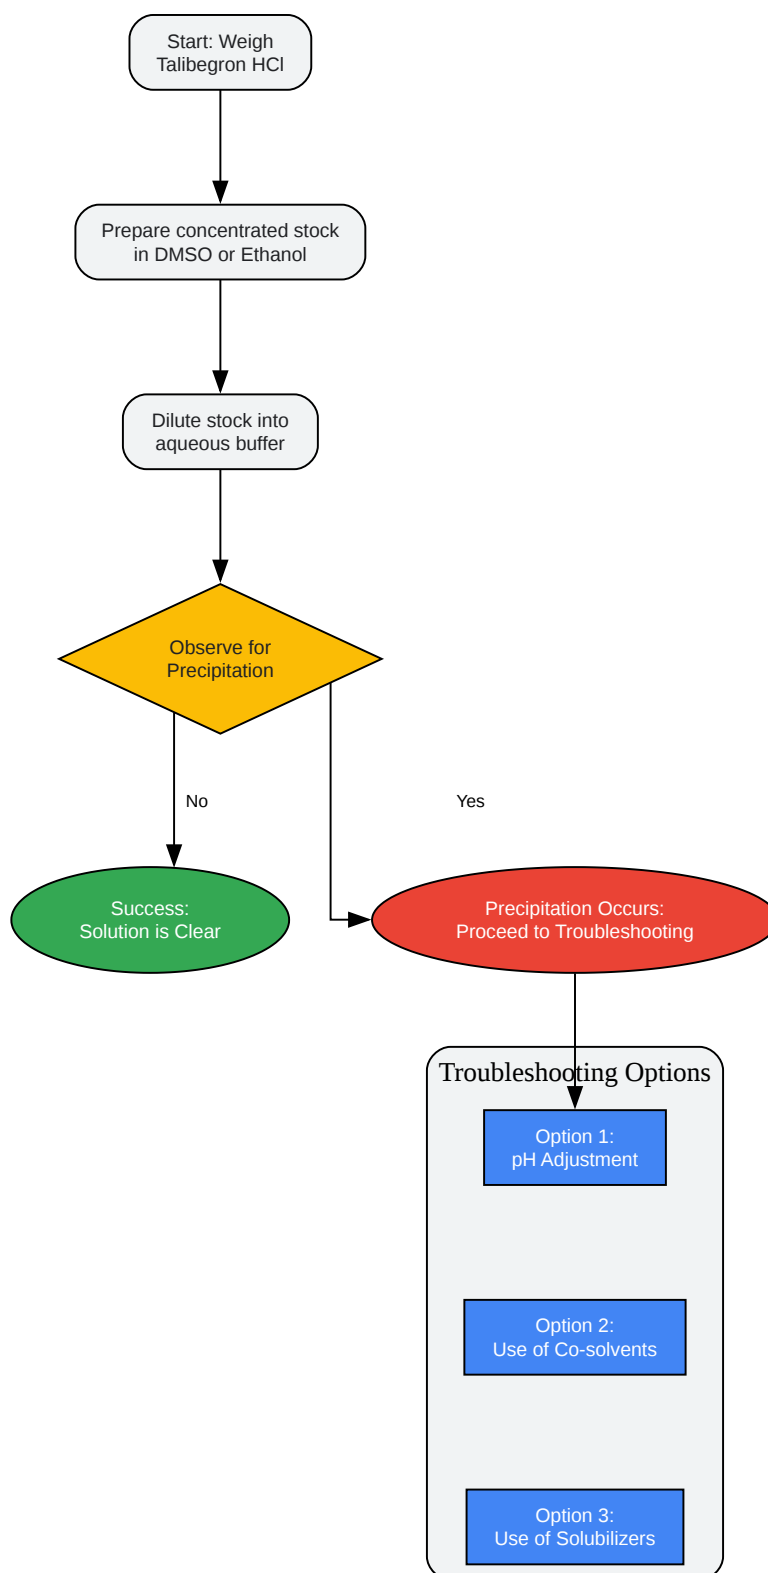 Start: Weigh
Talibegron HCl
Prepare concentrated stock
in DMSO or Ethanol
Dilute stock into
aqueous buffer
Observe for
Precipitation
No
Yes
Success:
Solution is Clear
Precipitation Occurs:
Proceed to Troubleshooting
Troubleshooting Options
Option 1:
pH Adjustment
Option 2:
Use of Co-solvents
Option 3:
Use of Solubilizers